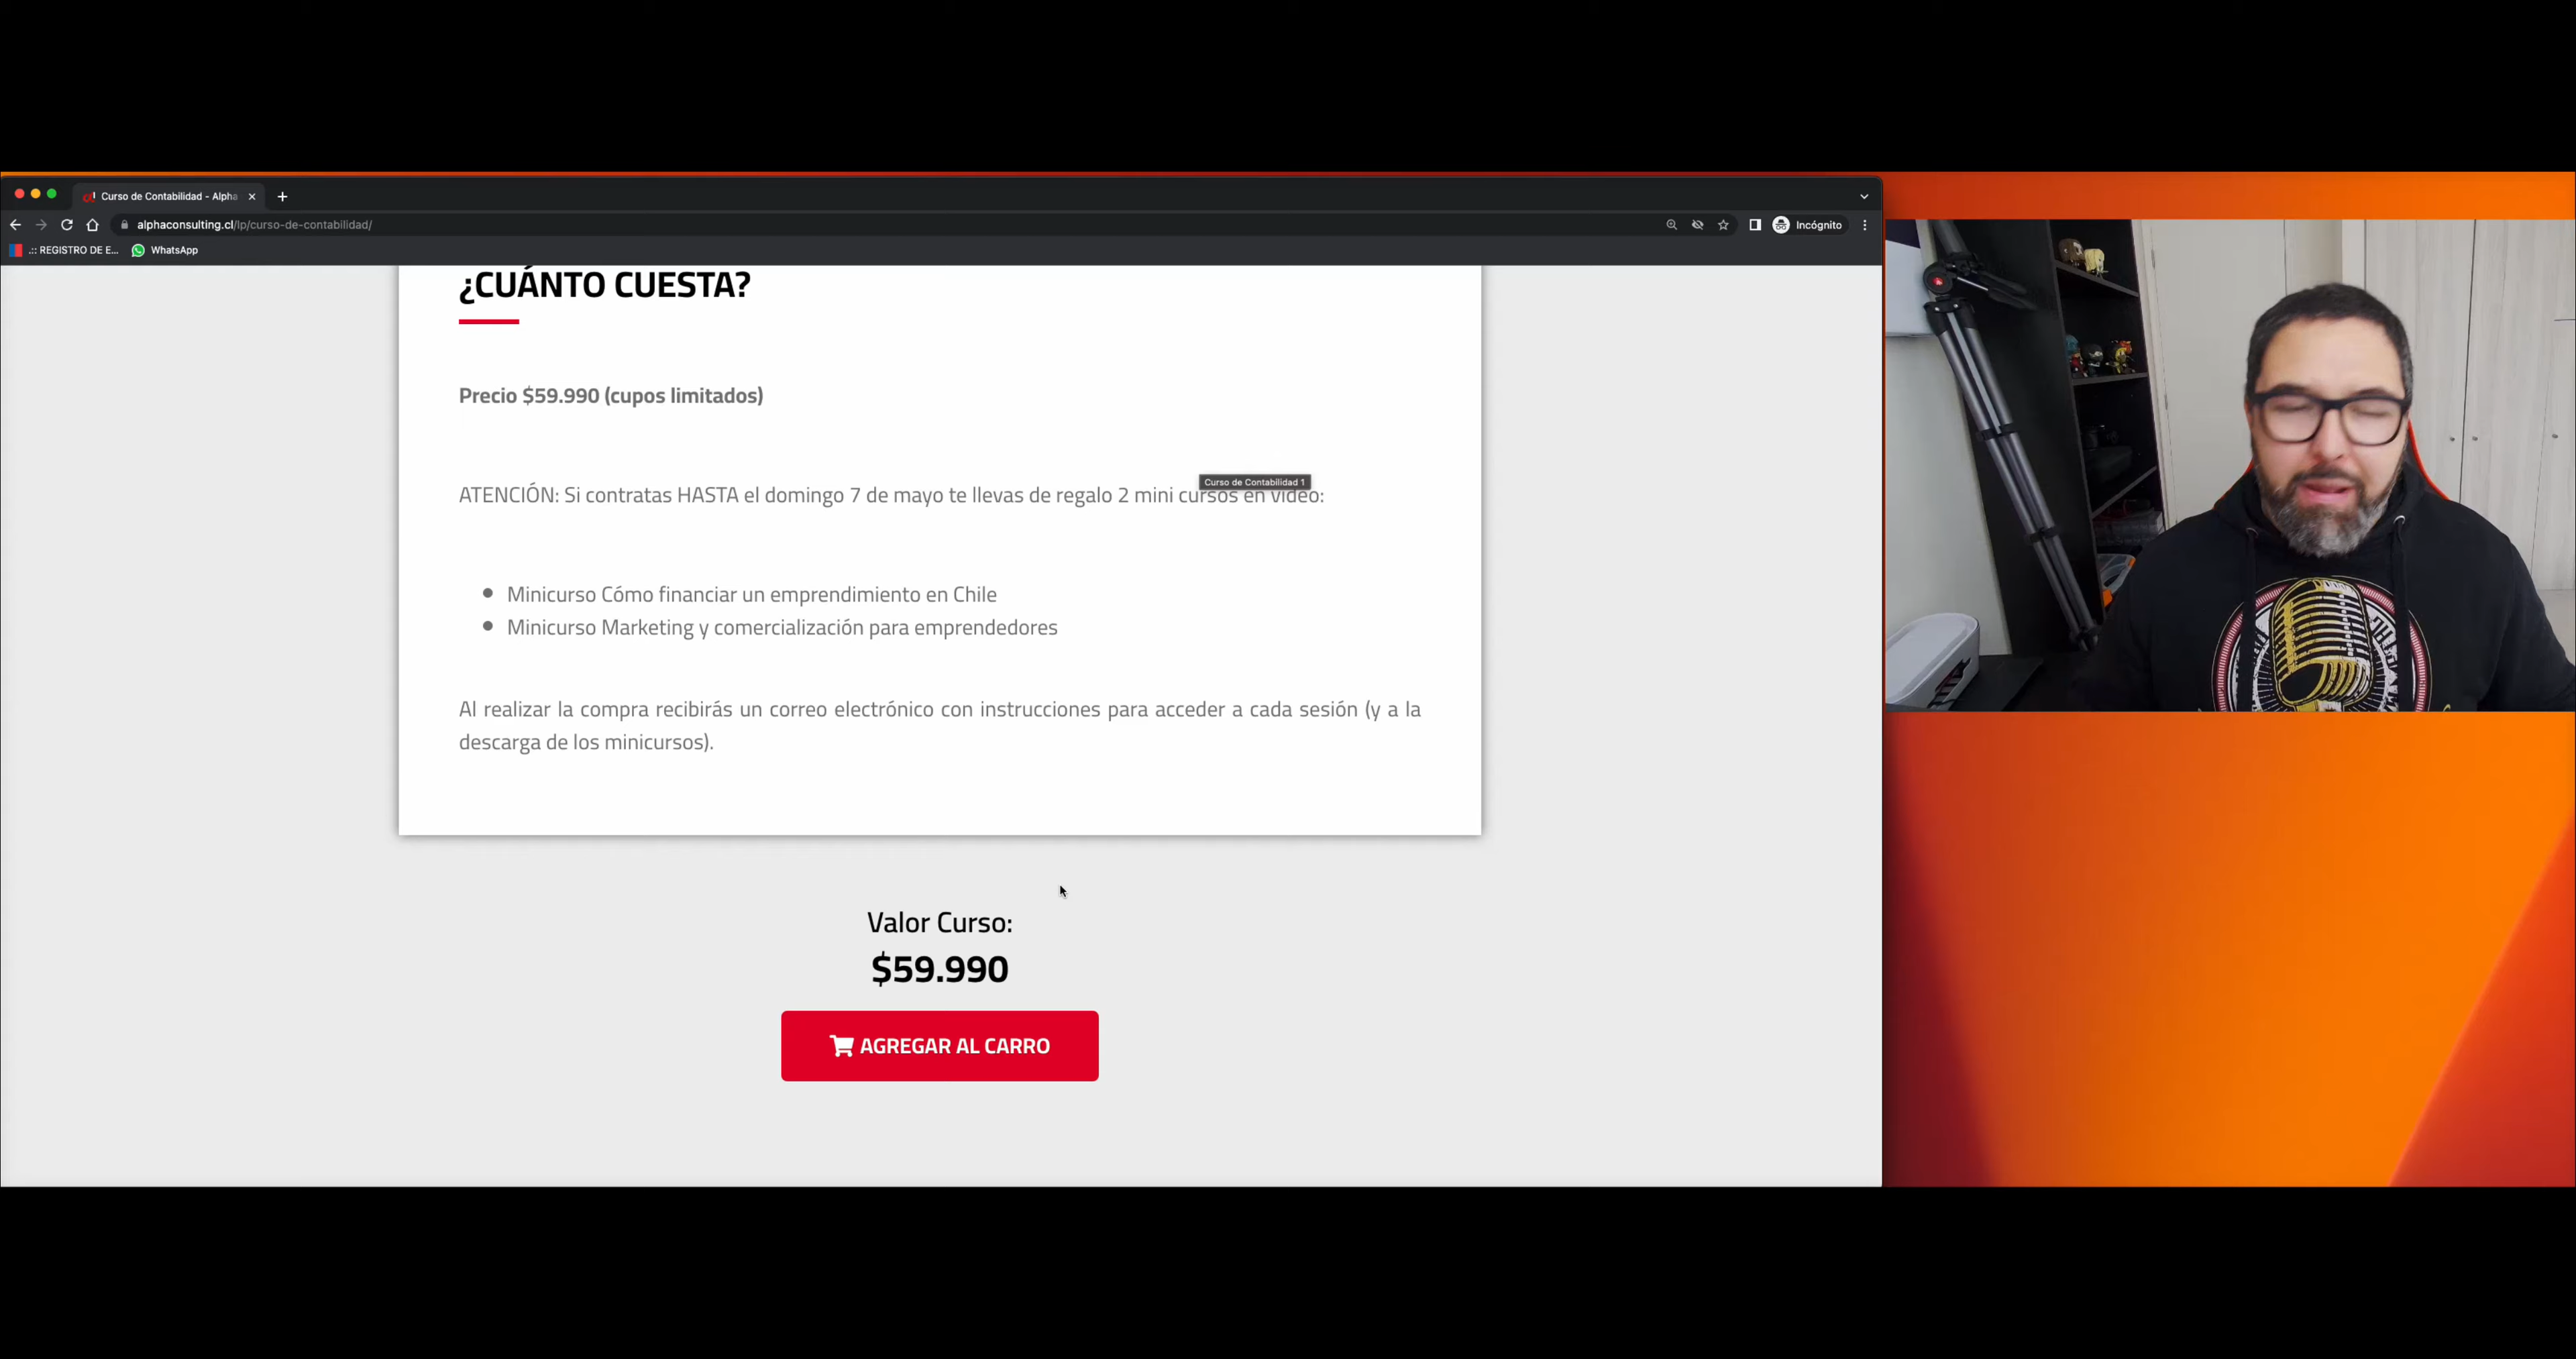 Curso de Contabilidad - Alpha
alphaconsulting.cl/lp/curso-de-contabilidad/
Incógnito
.:: REGISTRO DE E...
WhatsApp
¿CUÁNTO CUESTA?
Precio $59.990 (cupos limitados)
Curso de Contabilidad 1
ATENCIÓN: Si contratas HASTA el domingo 7 de mayo te llevas de regalo 2 mini cursos en video:
Minicurso Cómo financiar un emprendimiento en Chile
Minicurso Marketing y comercialización para emprendedores
Al realizar la compra recibirás un correo electrónico con instrucciones para acceder a cada sesión (y a la
descarga de los minicursos).
Valor Curso:
$59.990
AGREGAR AL CARRO